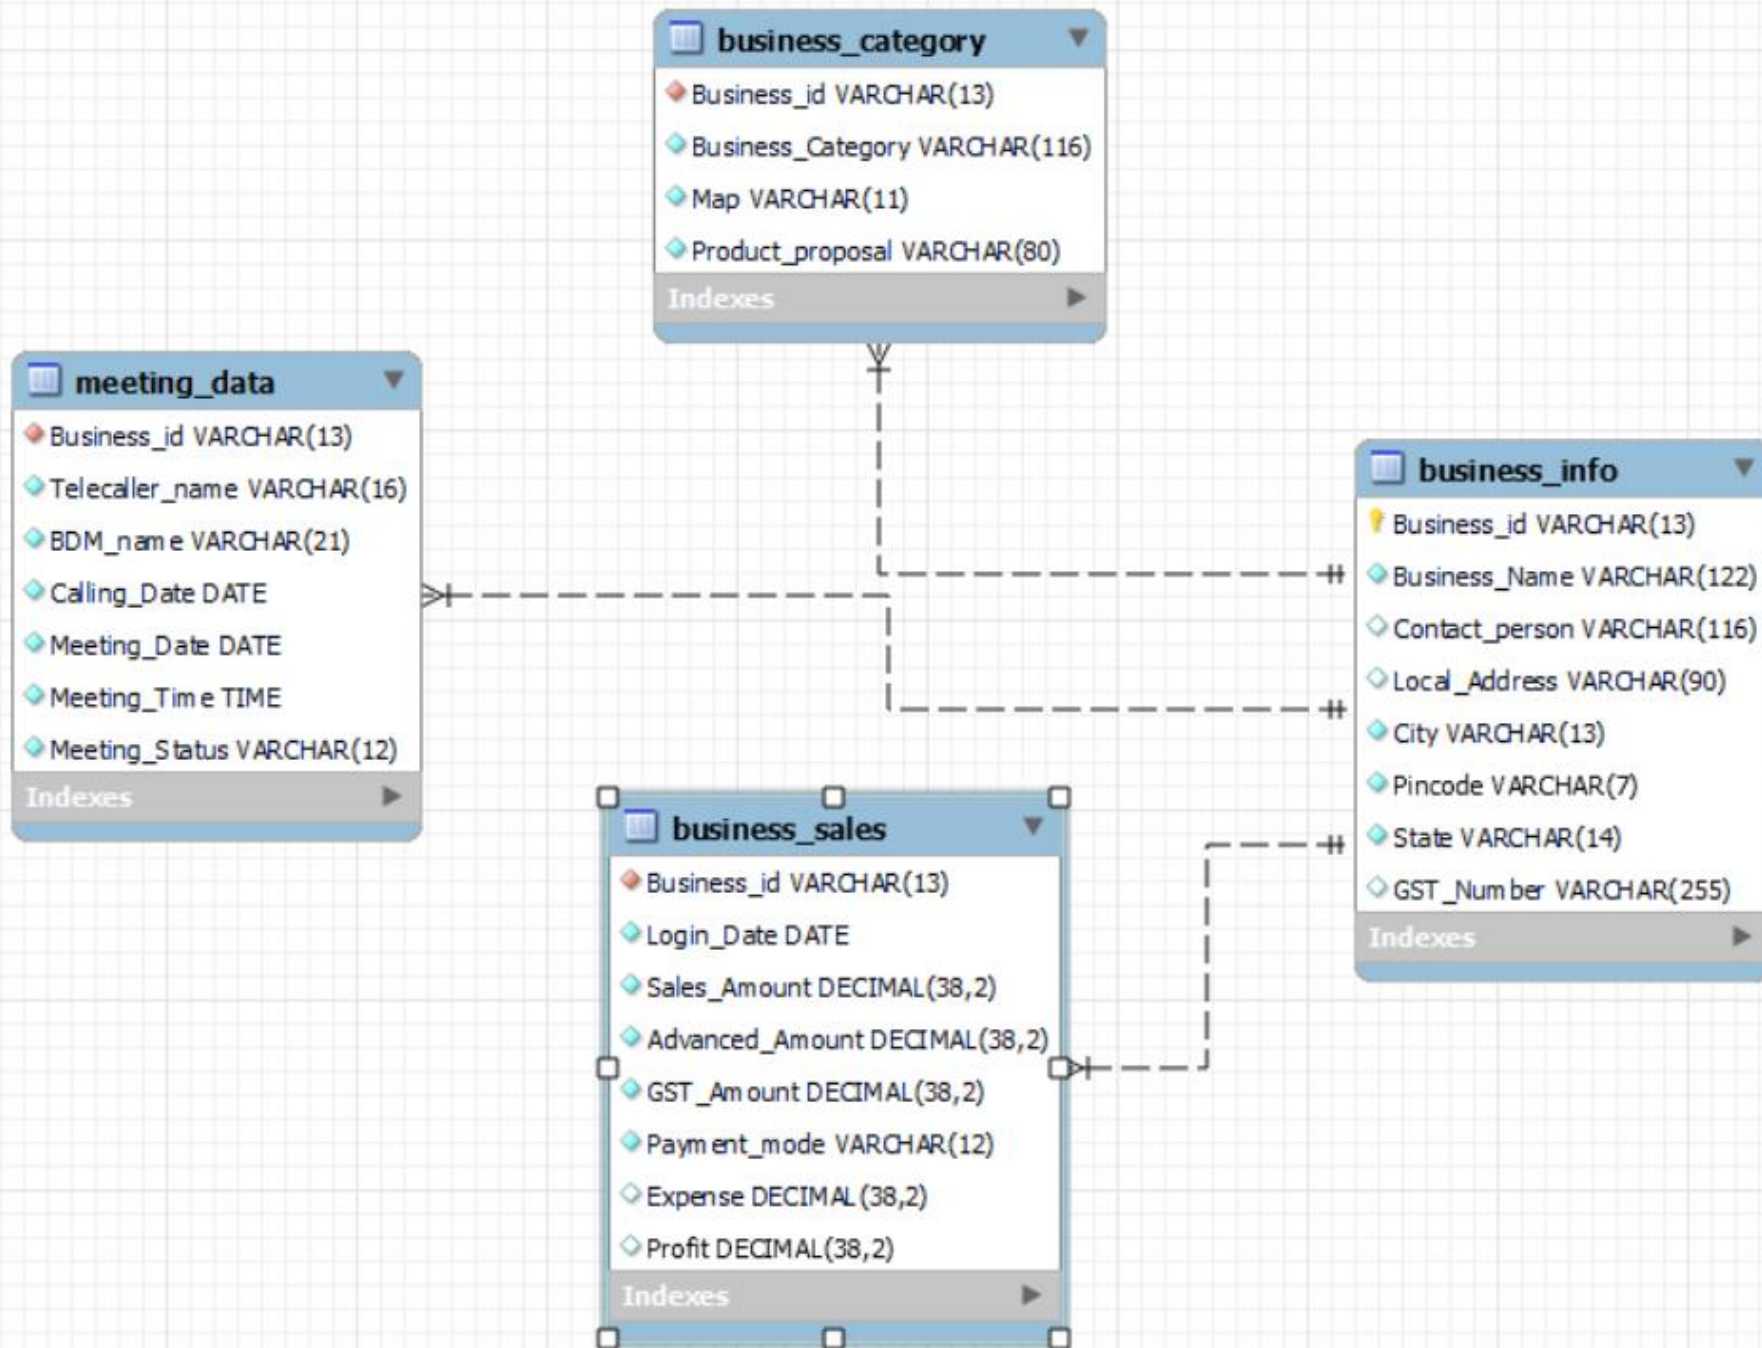 business_category
Business_id VARCHAR(13)
Business_Category VARCHAR(116)
Map VARCHAR(11)
Product_proposal VARCHAR(80)
Indexes
meeting_data
Business_id VARCHAR(13)
Telecaller_name VARCHAR(16)
BDM_name VARCHAR(21)
Calling_Date DATE
Meeting_Date DATE
Meeting_Time TIME
Meeting_Status VARCHAR(12)
Indexes
business_info
Business_id VARCHAR(13)
Business_Name VARCHAR(122)
Contact_person VARCHAR(116)
Local_Address VARCHAR(90)
City VARCHAR(13)
Pincode VARCHAR(7)
State VARCHAR(14)
GST_Number VARCHAR(255)
Indexes
business_sales
Business_id VARCHAR(13)
Login_Date DATE
Sales_Amount DECIMAL(38,2)
Advanced_Amount DECIMAL(38,2)
GST_Amount DECIMAL(38,2)
Payment_mode VARCHAR(12)
Expense DECIMAL(38,2)
Profit DECIMAL(38,2)
Indexes